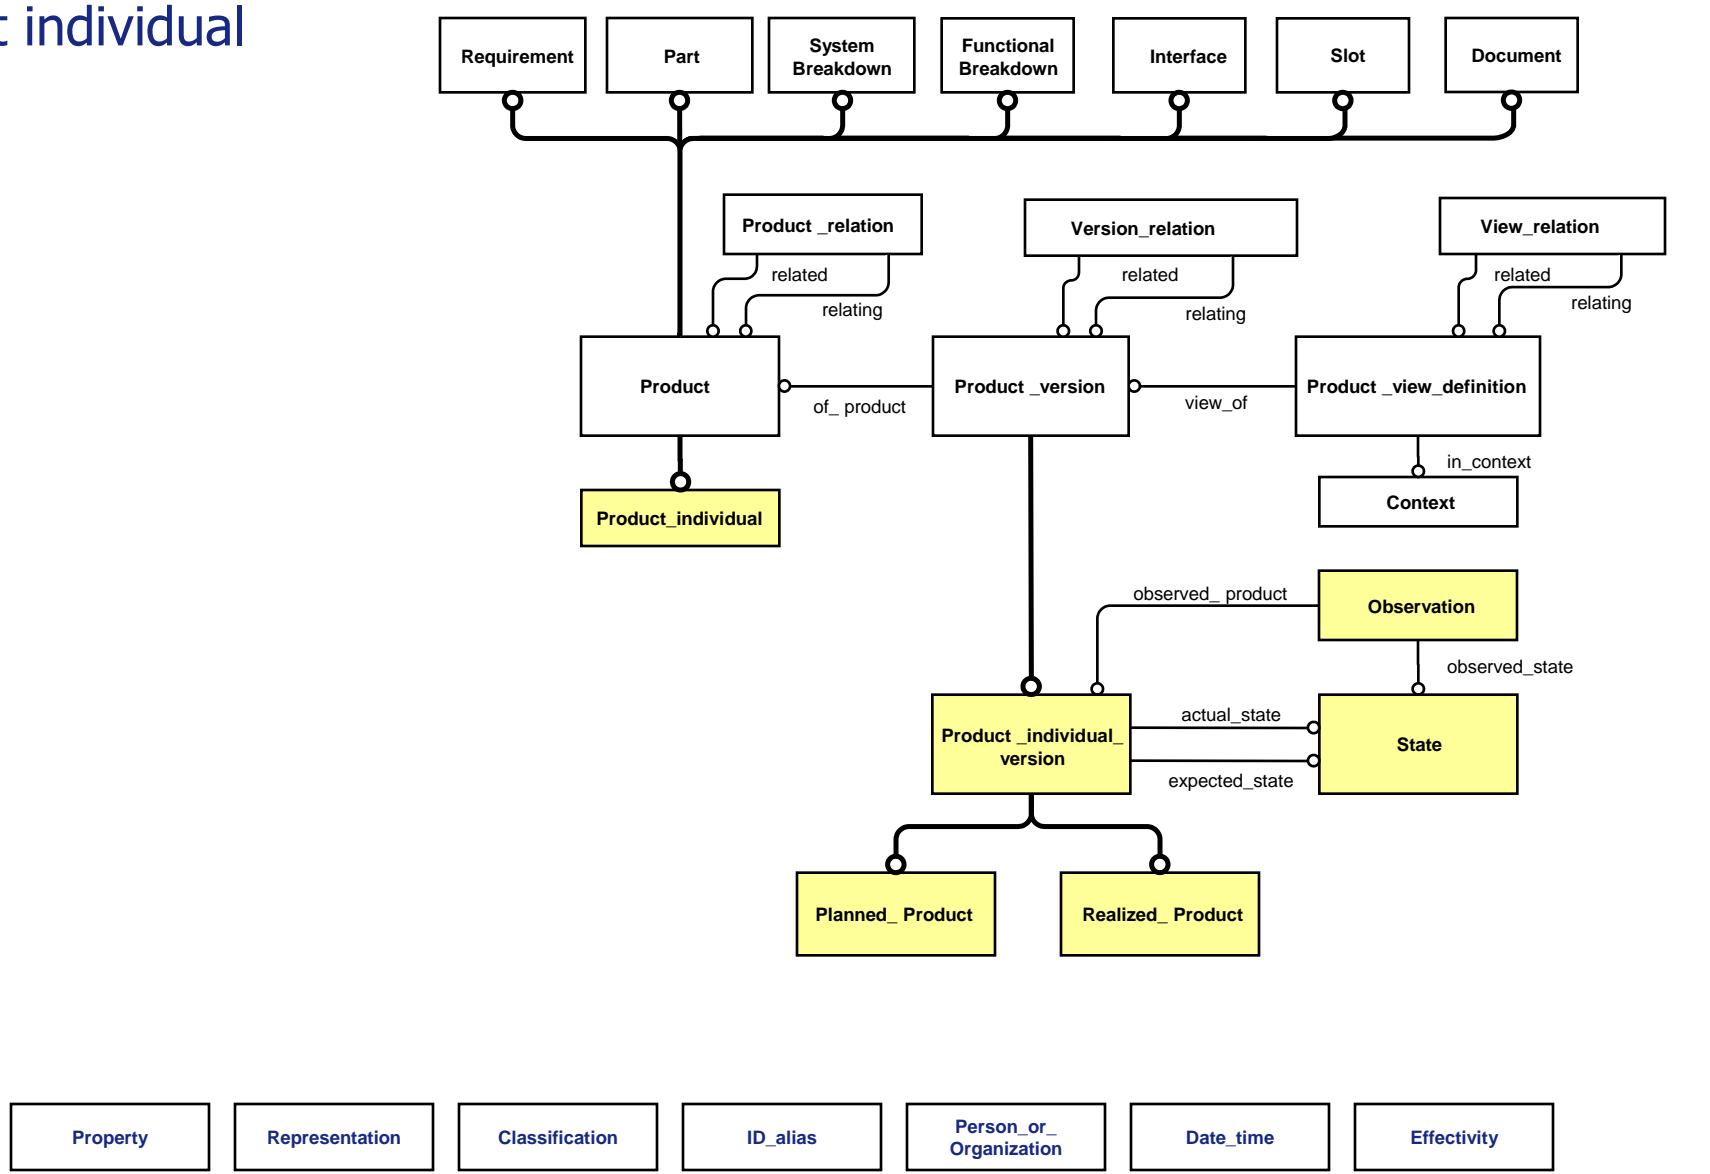 t individual
Requirement
Part
System
Breakdown
Functional
Breakdown
Interface
Slot
Document
Product _relation
Version_relation
View_relation
related
relating
related
relating
related
relating
Product
of_ product
Product _version
view_of
Product _view_definition
in_context
Context
Product_individual
observed_ product
Observation
observed_state
Product _individual_
version
actual_state
expected_state
State
Planned_ Product
Realized_ Product
Property
Representation
Classification
ID_alias
Person_or_
Organization
Date_time
Effectivity